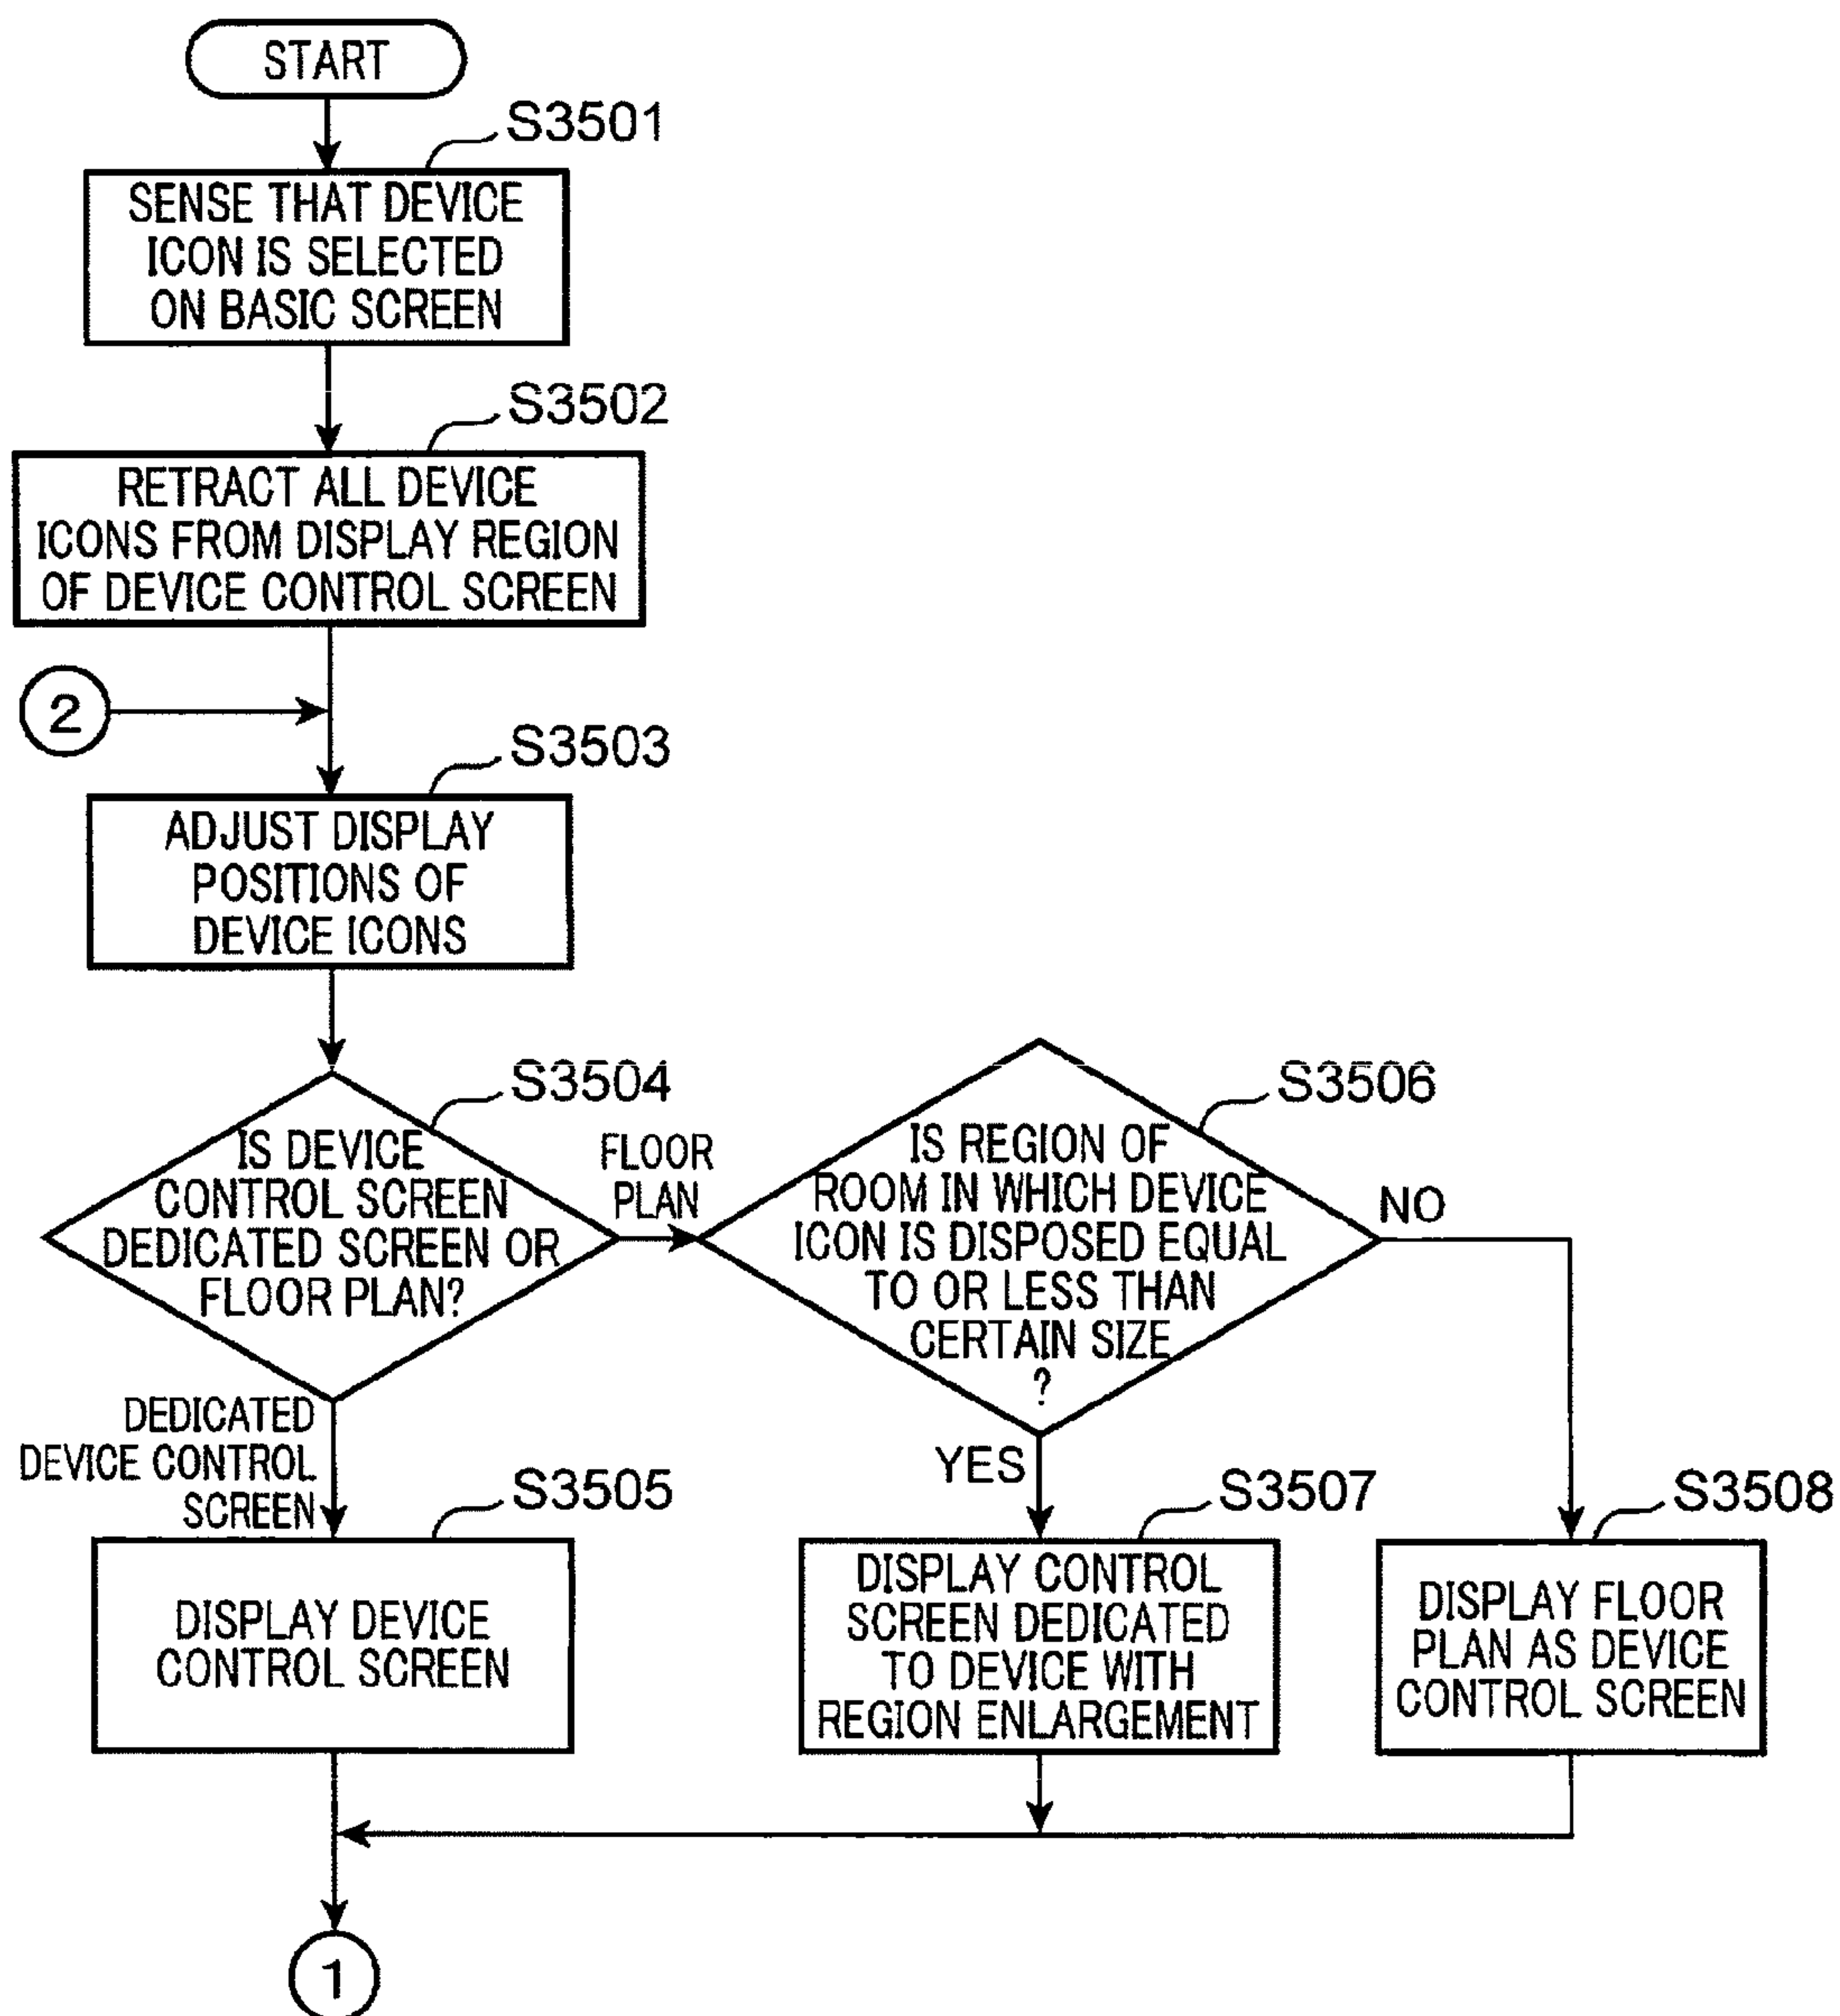 START
S3501
SENSE THAT DEVICE
ICON IS SELECTED
ON BASIC SCREEN
S3502
RETRACT ALL DEVICE
ICONS FROM DISPLAY REGION
OF DEVICE CONTROL SCREEN
2
S3503
ADJUST DISPLAY
POSITIONS OF
DEVICE ICONS
S3504
IS DEVICE
CONTROL SCREEN
DEDICATED SCREEN OR
FLOOR PLAN?
FLOOR
PLAN
S3506
IS REGION OF
ROOM IN WHICH DEVICE
ICON IS DISPOSED EQUAL
TO OR LESS THAN
CERTAIN SIZE
?
NO
DEDICATED
DEVICE CONTROL
SCREEN
S3505
DISPLAY DEVICE
CONTROL SCREEN
YES
S3507
DISPLAY CONTROL
SCREEN DEDICATED
TO DEVICE WITH
REGION ENLARGEMENT
S3508
DISPLAY FLOOR
PLAN AS DEVICE
CONTROL SCREEN
1